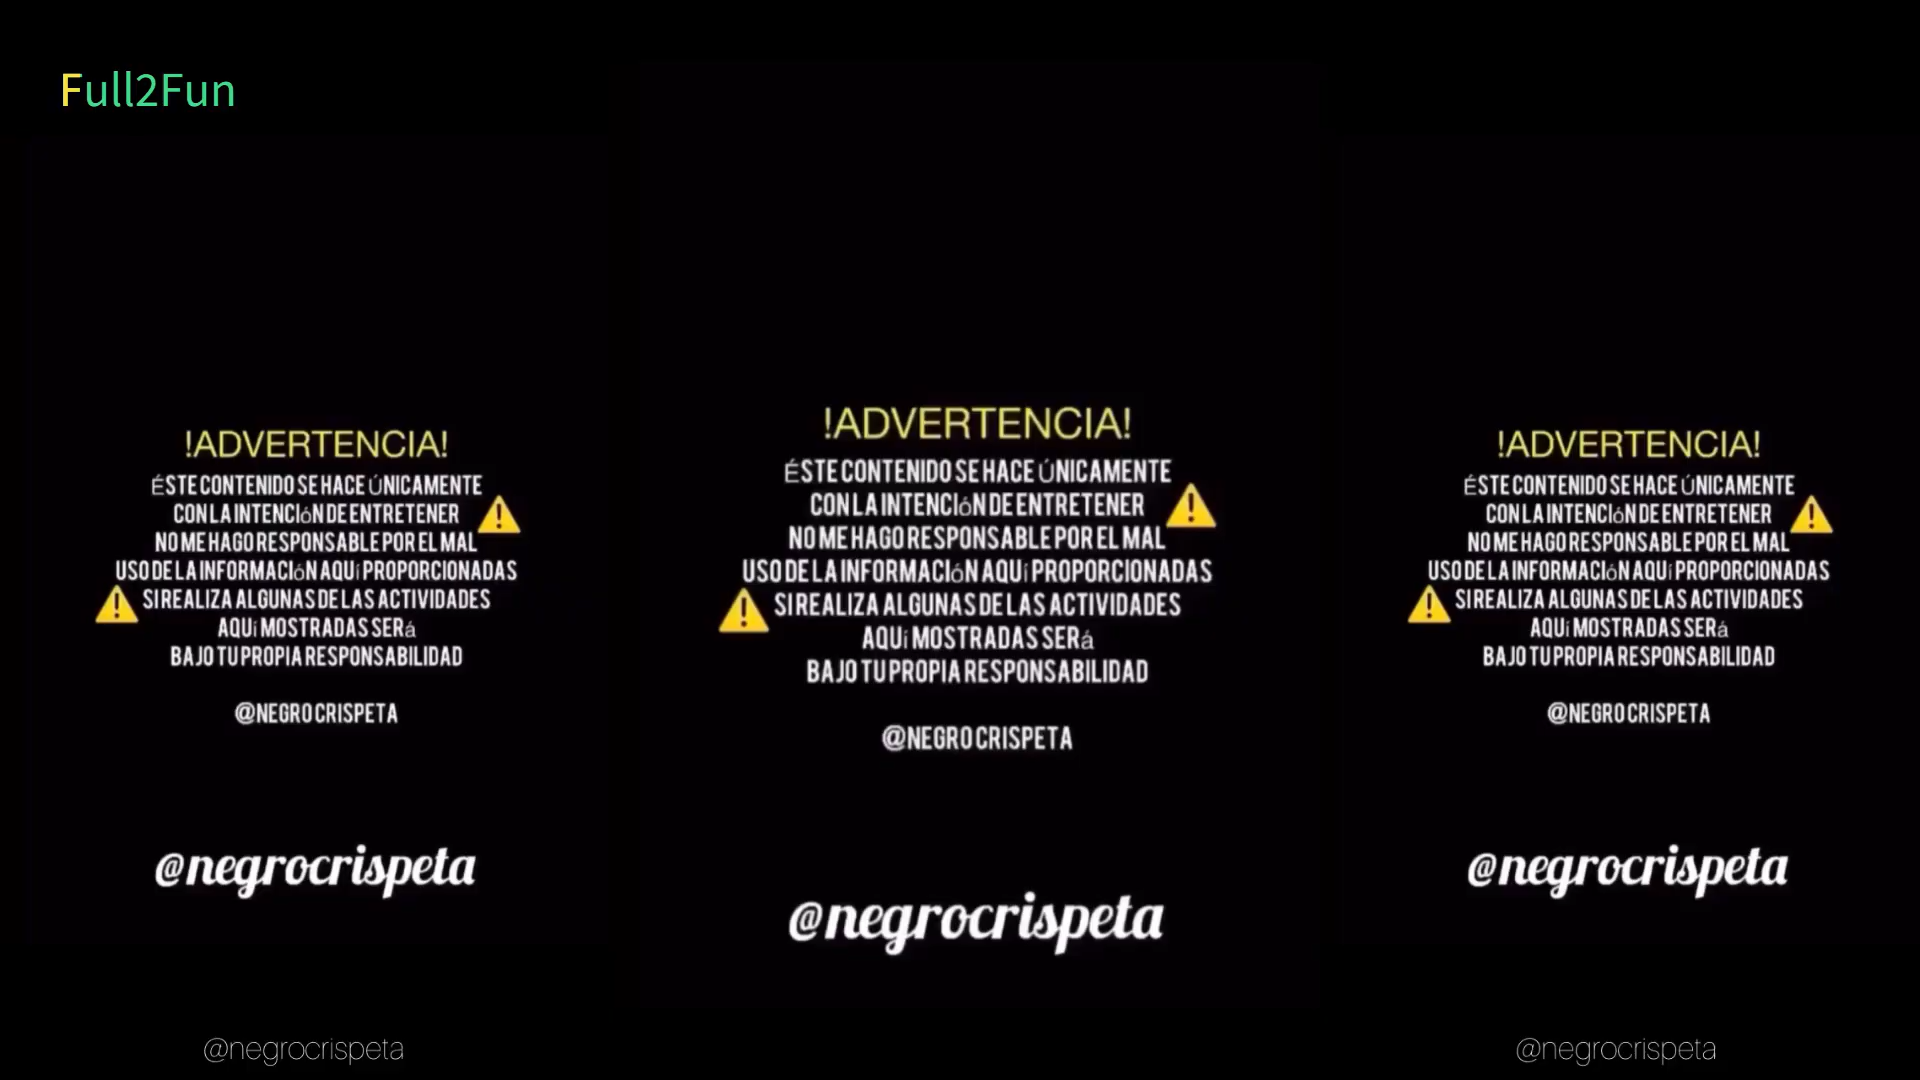 Full2Fun
!ADVERTENCIA!
ÉSTE CONTENIDO SE HACE ÚNICAMENTE
CON LA INTENCIóN DE ENTRETENER
NO ME HAGO RESPONSABLE POR EL MAL
USO DE LA INFORMACIóN AQUí PROPORCIONADAS
SI REALIZA ALGUNAS DE LAS ACTIVIDADES
AQUí MOSTRADAS SERá
BAJO TU PROPIA RESPONSABILIDAD
@NEGROCRISPETA
@negrocrispeta
@negrocrispeta
!ADVERTENCIA!
ÉSTE CONTENIDO SE HACE ÚNICAMENTE
CON LA INTENCIóN DE ENTRETENER
NO ME HAGO RESPONSABLE POR EL MAL
USO DE LA INFORMACIóN AQUí PROPORCIONADAS
SI REALIZA ALGUNAS DE LAS ACTIVIDADES
AQUí MOSTRADAS SERá
BAJO TU PROPIA RESPONSABILIDAD
@NEGROCRISPETA
@negrocrispeta
!ADVERTENCIA!
ÉSTE CONTENIDO SE HACE ÚNICAMENTE
CON LA INTENCIóN DE ENTRETENER
NO ME HAGO RESPONSABLE POR EL MAL
USO DE LA INFORMACIóN AQUí PROPORCIONADAS
SI REALIZA ALGUNAS DE LAS ACTIVIDADES
AQUí MOSTRADAS SERá
BAJO TU PROPIA RESPONSABILIDAD
@NEGROCRISPETA
@negrocrispeta
@negrocrispeta